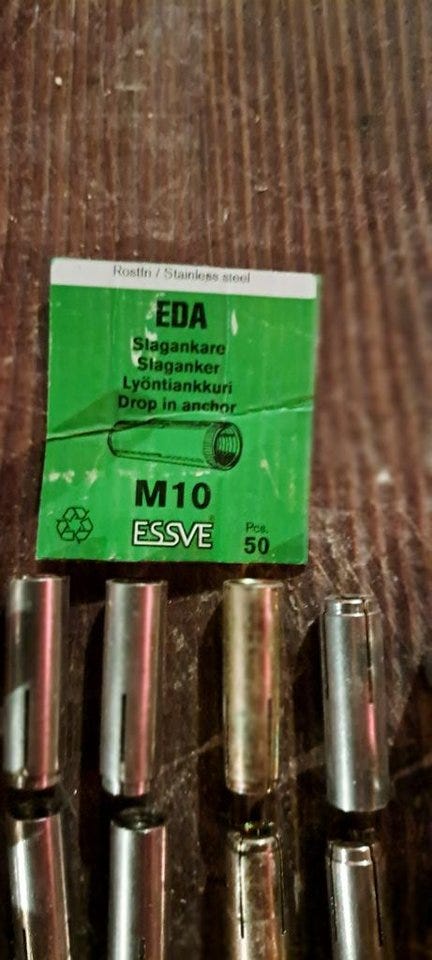 Rostfri / Stainless steel
EDA
Slagankare
Slaganker
Lyöntiankkuri
Drop in anchor
M10
ESSVE
Pcs.
50